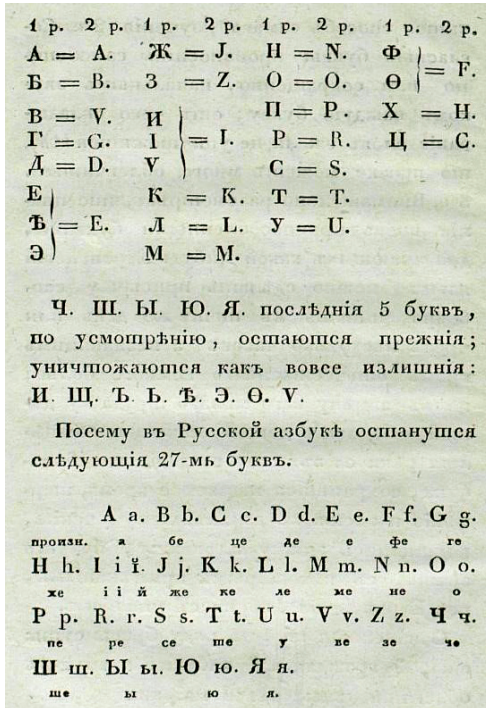 1 р. 2 р. 1 р. 2 р. 1 р. 2 р. 1 р. 2 р.
А = A. Ж = J. Н = N. Ф
Б = B. З = Z. О = O. Ѳ } = F.
В = V. И П = P. Х = H.
Г = G. І } = I. Р = R. Ц = C.
Д = D. Ѵ С = S.
Е К = K. Т = T.
Ѣ } = E. Л = L. У = U.
Э М = M.
Ч. Ш. Ы. Ю. Я. послѣднія 5 буквъ,
по усмотрѣнію, остаются прежнія;
уничтожаются какъ вовсе излишнія:
И. Щ. Ъ. Ь. Ѣ. Э. Ѳ. Ѵ.
Посему въ Русской азбукѣ останутся
слѣдующія 27-мь буквъ.
A a. B b. C c. D d. E e. F f. G g.
произн. а бе це де е фе ге
H h. I i ĭ. J j. K k. L l. M m. N n. O o.
хе і і й же ке ле ме не о
P p. R r. S s. T t. U u. V v. Z z. Ч ч.
пе ре се те у ве зе че
Ш ш. Ы ы. Ю ю. Я я.
ше ы ю я.